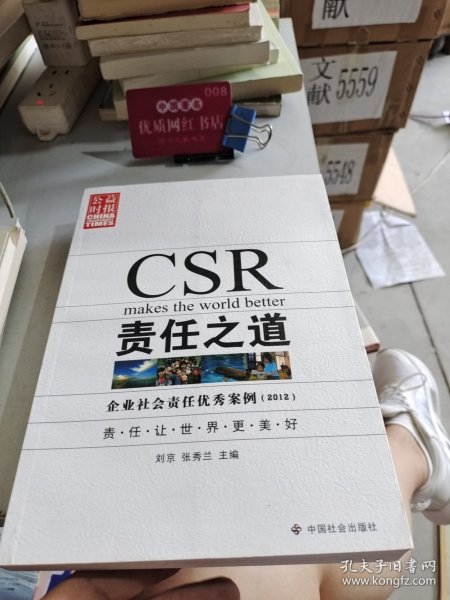 献
文献5559
5548
008
中国著名
优质网红书店
公益时报
CHINA
TIMES
CSR
makes the world better
责任之道
企业社会责任优秀案例(2012)
责·任·让·世·界·更·美·好
刘京 张秀兰 主编
中国社会出版社
孔夫子旧书网
www.kongfz.com